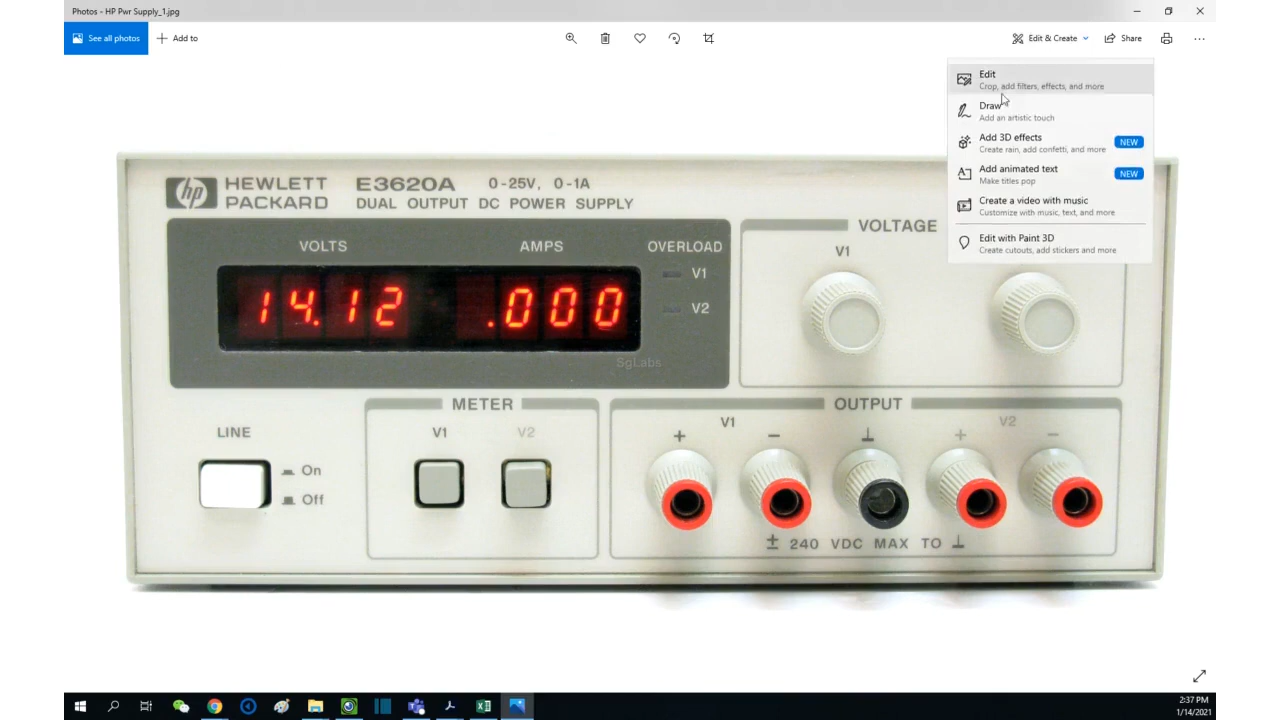 Photos - HP Pwr Supply_1.jpg
See all photos
Add to
Edit & Create
Share
Edit
Crop, add filters, effects, and more
Draw
Add an artistic touch
Add 3D effects
Create rain, add confetti, and more
NEW
Add animated text
Make titles pop
NEW
Create a video with music
Customize with music, text, and more
Edit with Paint 3D
Create cutouts, add stickers and more
hp
HEWLETT
PACKARD
E3620A 0-25V, 0-1A
DUAL OUTPUT DC POWER SUPPLY
VOLTS AMPS OVERLOAD
V1
V2
14.12 .000
SgLabs
VOLTAGE
V1
LINE
On
Off
METER
V1 V2
OUTPUT
V1 V2
+ - ⊥ + -
± 240 VDC MAX TO ⊥
2:37 PM
1/14/2021